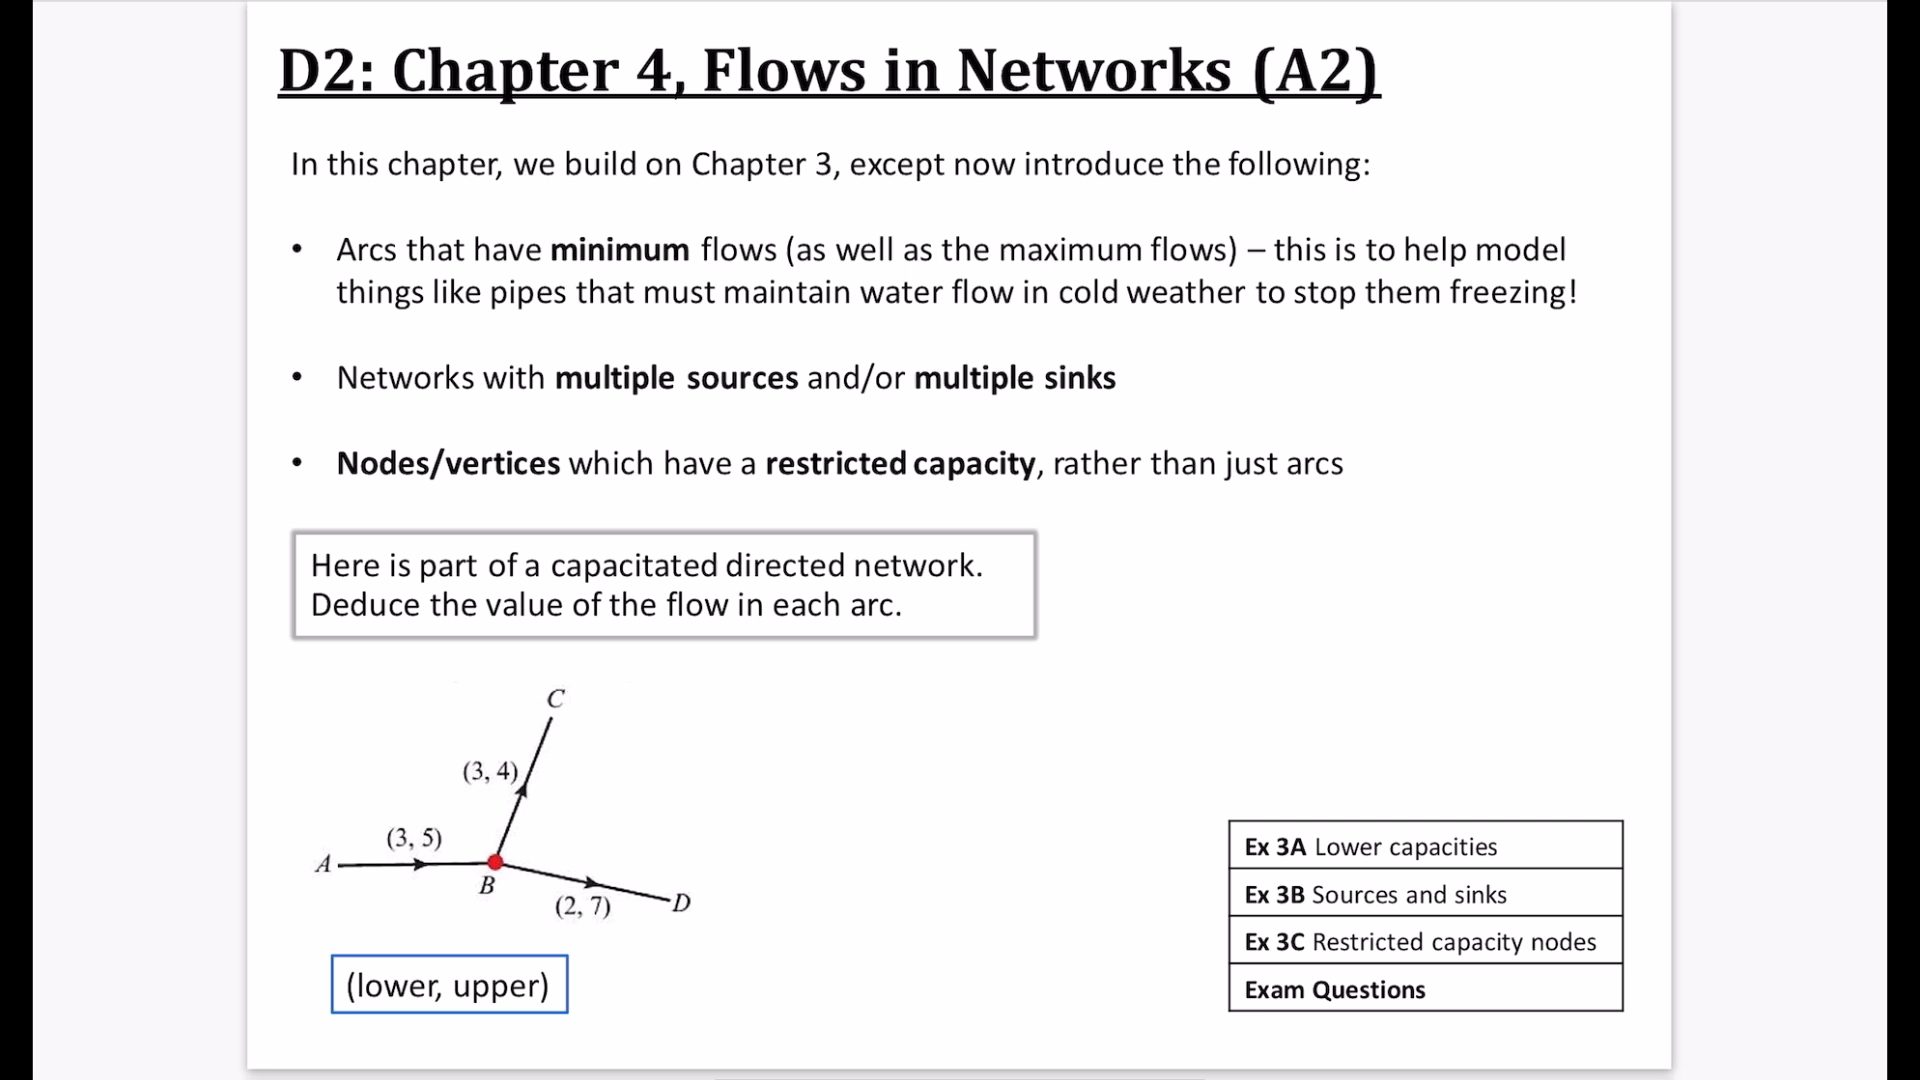 D2: Chapter 4, Flows in Networks (A2)
In this chapter, we build on Chapter 3, except now introduce the following:
• Arcs that have minimum flows (as well as the maximum flows) – this is to help model
things like pipes that must maintain water flow in cold weather to stop them freezing!
• Networks with multiple sources and/or multiple sinks
• Nodes/vertices which have a restricted capacity, rather than just arcs
Here is part of a capacitated directed network.
Deduce the value of the flow in each arc.
C
(3, 4)
(3, 5)
A
B
(2, 7)
D
(lower, upper)
Ex 3A Lower capacities
Ex 3B Sources and sinks
Ex 3C Restricted capacity nodes
Exam Questions